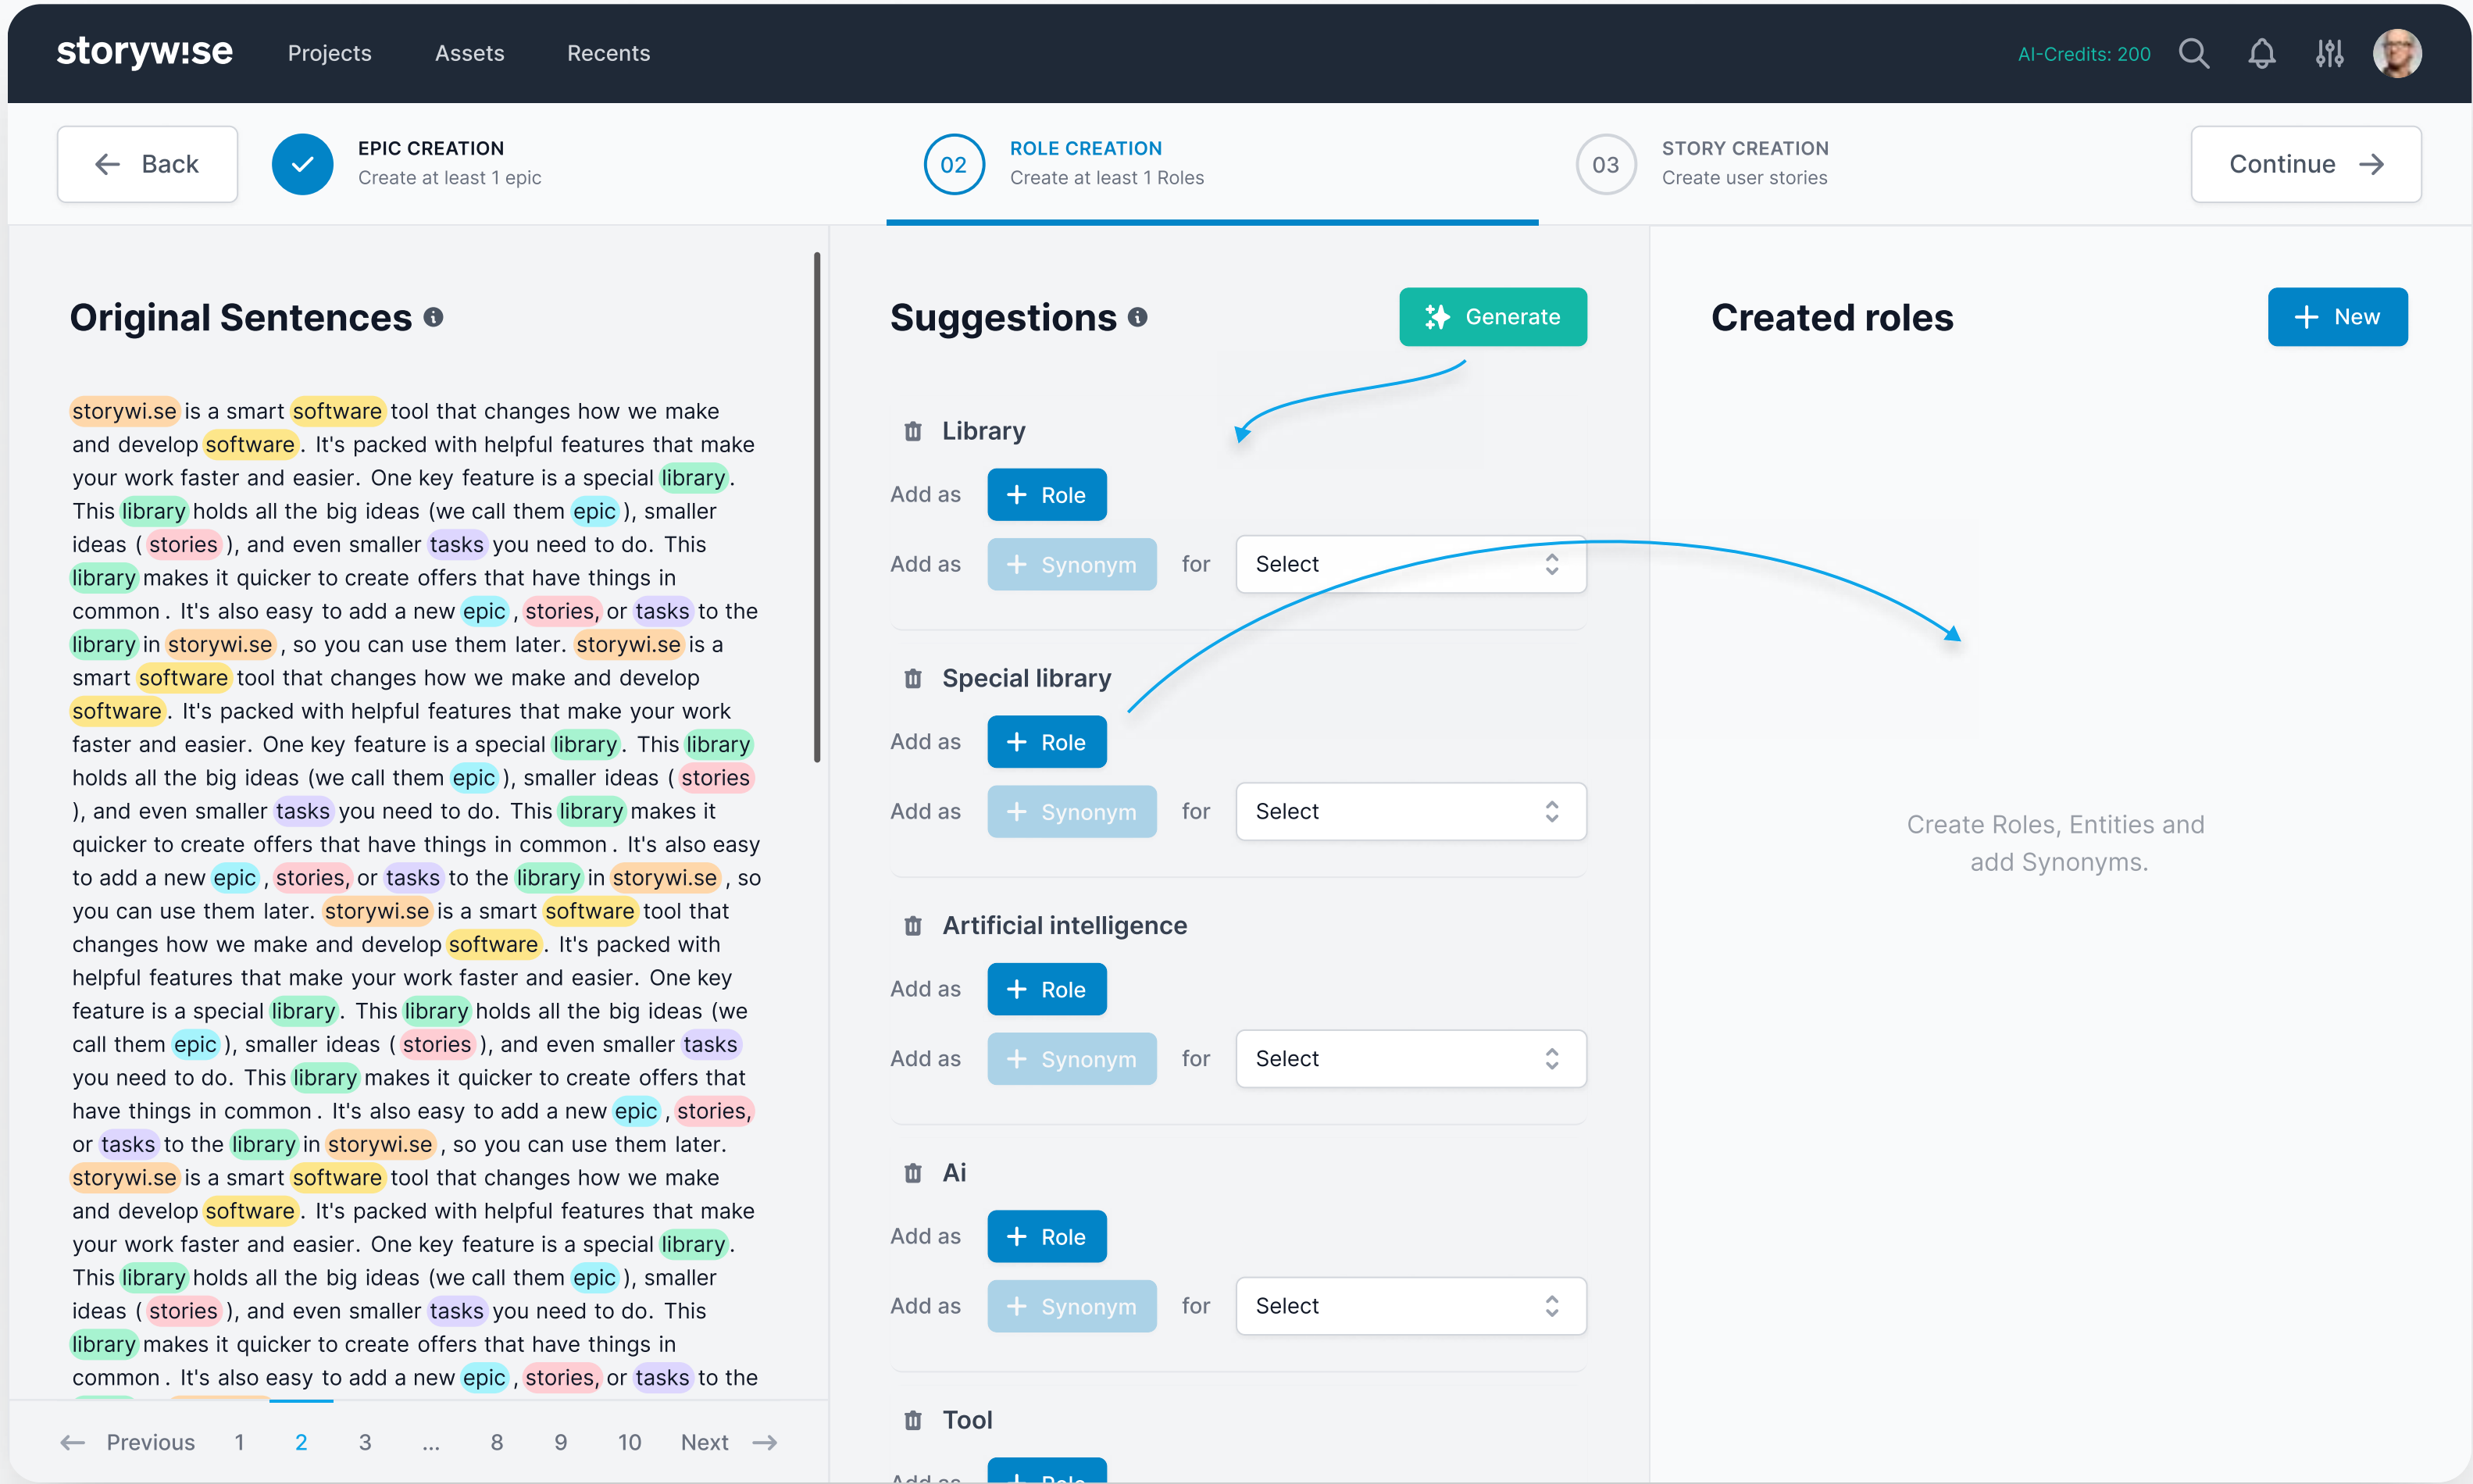 storyw!se
Projects
Assets
Recents
AI-Credits: 200
Back
EPIC CREATION
Create at least 1 epic
02
ROLE CREATION
Create at least 1 Roles
03
STORY CREATION
Create user stories
Continue
Original Sentences
storywi.se is a smart software tool that changes how we make
and develop software. It's packed with helpful features that make
your work faster and easier. One key feature is a special library.
This library holds all the big ideas (we call them epic ), smaller
ideas ( stories ), and even smaller tasks you need to do. This
library makes it quicker to create offers that have things in
common . It's also easy to add a new epic , stories, or tasks to the
library in storywi.se , so you can use them later. storywi.se is a
smart software tool that changes how we make and develop
software. It's packed with helpful features that make your work
faster and easier. One key feature is a special library. This library
holds all the big ideas (we call them epic ), smaller ideas ( stories
), and even smaller tasks you need to do. This library makes it
quicker to create offers that have things in common . It's also easy
to add a new epic , stories, or tasks to the library in storywi.se , so
you can use them later. storywi.se is a smart software tool that
changes how we make and develop software. It's packed with
helpful features that make your work faster and easier. One key
feature is a special library. This library holds all the big ideas (we
call them epic ), smaller ideas ( stories ), and even smaller tasks
you need to do. This library makes it quicker to create offers that
have things in common . It's also easy to add a new epic , stories,
or tasks to the library in storywi.se , so you can use them later.
storywi.se is a smart software tool that changes how we make
and develop software. It's packed with helpful features that make
your work faster and easier. One key feature is a special library.
This library holds all the big ideas (we call them epic ), smaller
ideas ( stories ), and even smaller tasks you need to do. This
library makes it quicker to create offers that have things in
common . It's also easy to add a new epic , stories, or tasks to the
Previous 1 2 3 ... 8 9 10 Next
Suggestions
Generate
Library
Add as + Role
Add as + Synonym for Select
Special library
Add as + Role
Add as + Synonym for Select
Artificial intelligence
Add as + Role
Add as + Synonym for Select
Ai
Add as + Role
Add as + Synonym for Select
Tool
Add as + Role
Created roles
+ New
Create Roles, Entities and
add Synonyms.